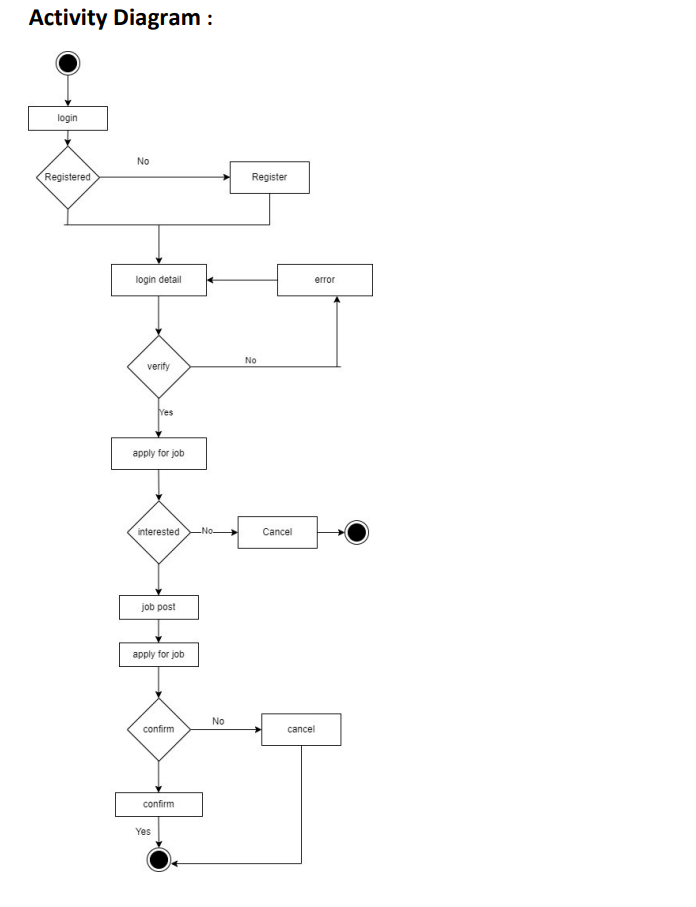 Activity Diagram :
login
No
Registered
Register
login detail
error
No
verify
Yes
apply for job
interested
No
Cancel
job post
apply for job
No
confirm
cancel
confirm
Yes